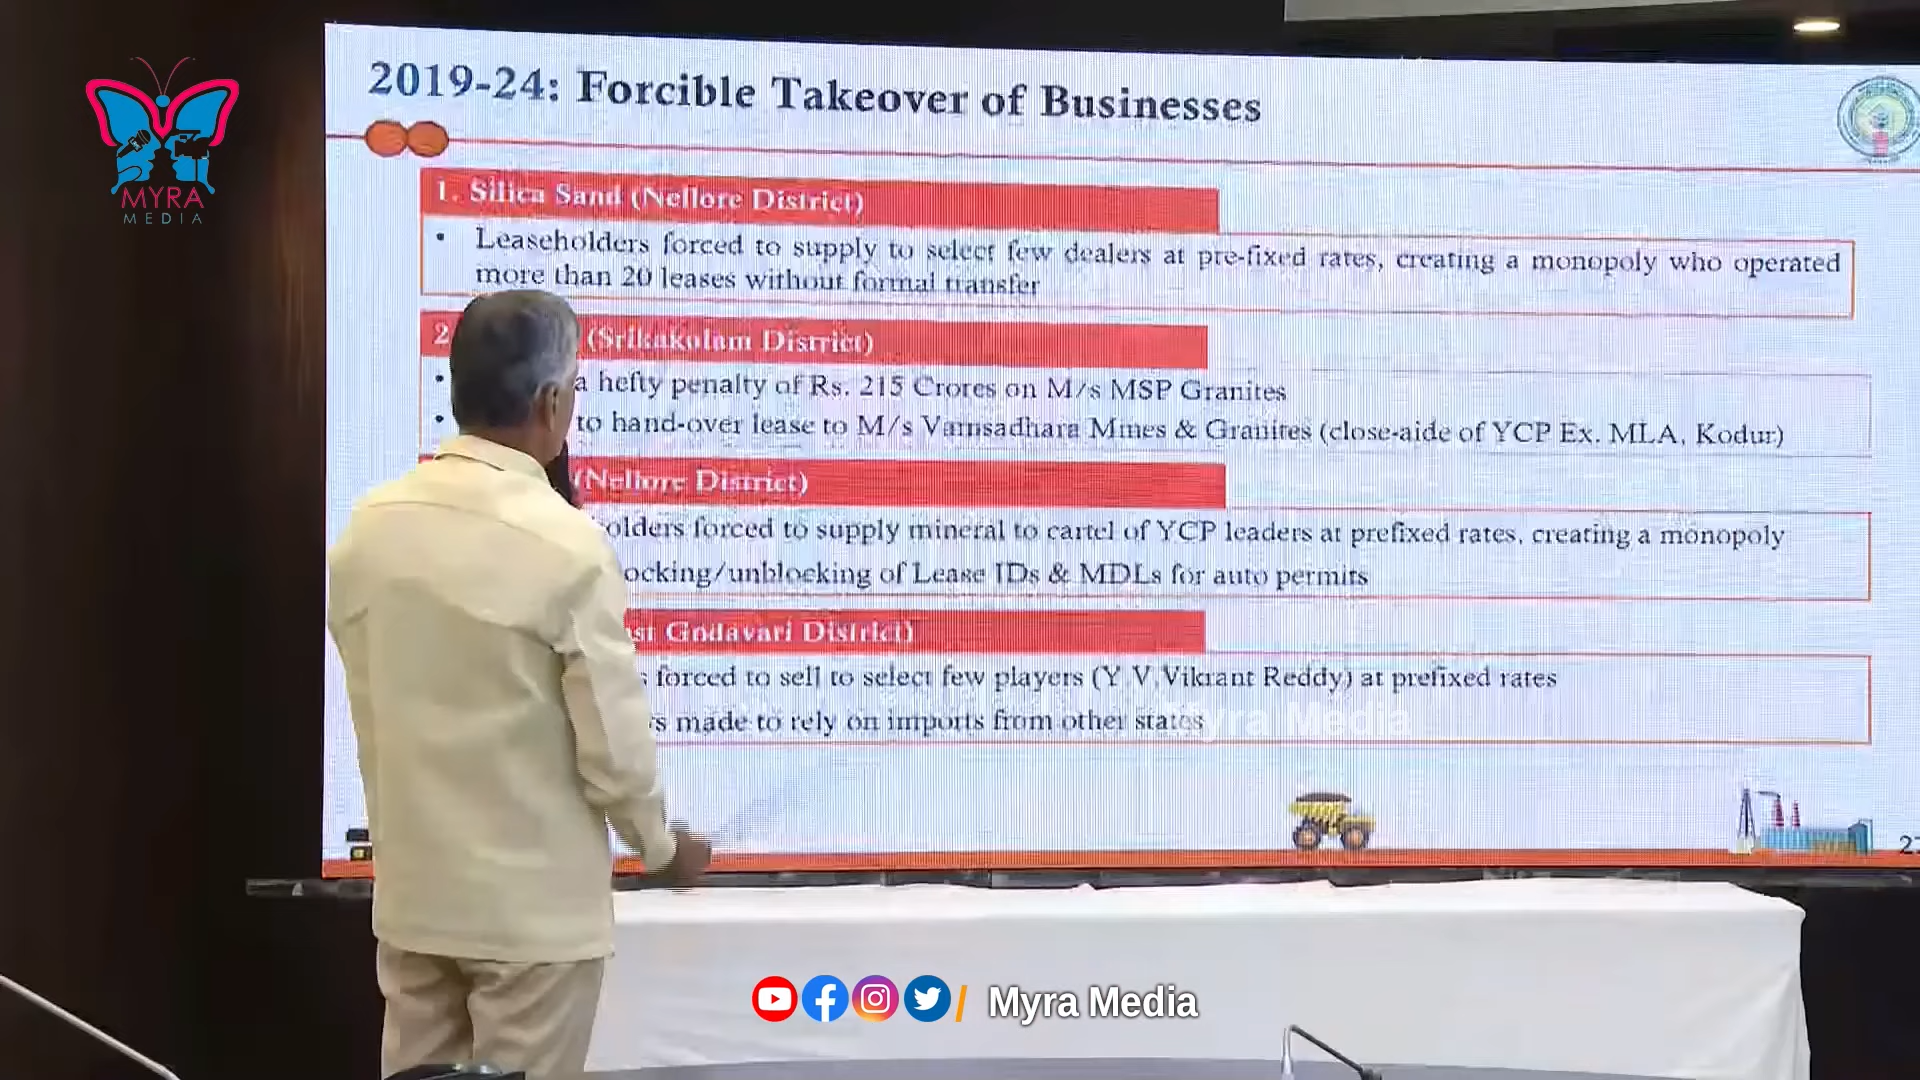 2019-24: Forcible Takeover of Businesses
MYRA
MEDIA
1. Silica Sand (Nellore District)
• Leaseholders forced to supply to select few dealers at pre-fixed rates, creating a monopoly who operated
more than 20 leases without formal transfer
2 (Srikakulam District)
• a hefty penalty of Rs. 215 Crores on M/s MSP Granites
• to hand-over lease to M/s Vamsadhara Mines & Granites (close-aide of YCP Ex. MLA, Kodur)
(Nellore District)
olders forced to supply mineral to cartel of YCP leaders at prefixed rates, creating a monopoly
ocking/unblocking of Lease IDs & MDLs for auto permits
st Godavari District)
s forced to sell to select few players (Y.V.Vikrant Reddy) at prefixed rates
s made to rely on imports from other states
Myra Media
/ Myra Media